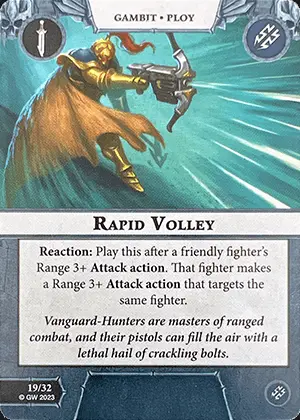 GAMBIT • PLOY
RAPID VOLLEY
Reaction: Play this after a friendly fighter's
Range 3+ Attack action. That fighter makes
a Range 3+ Attack action that targets the
same fighter.
Vanguard-Hunters are masters of ranged
combat, and their pistols can fill the air with a
lethal hail of crackling bolts.
19/32
© GW 2023